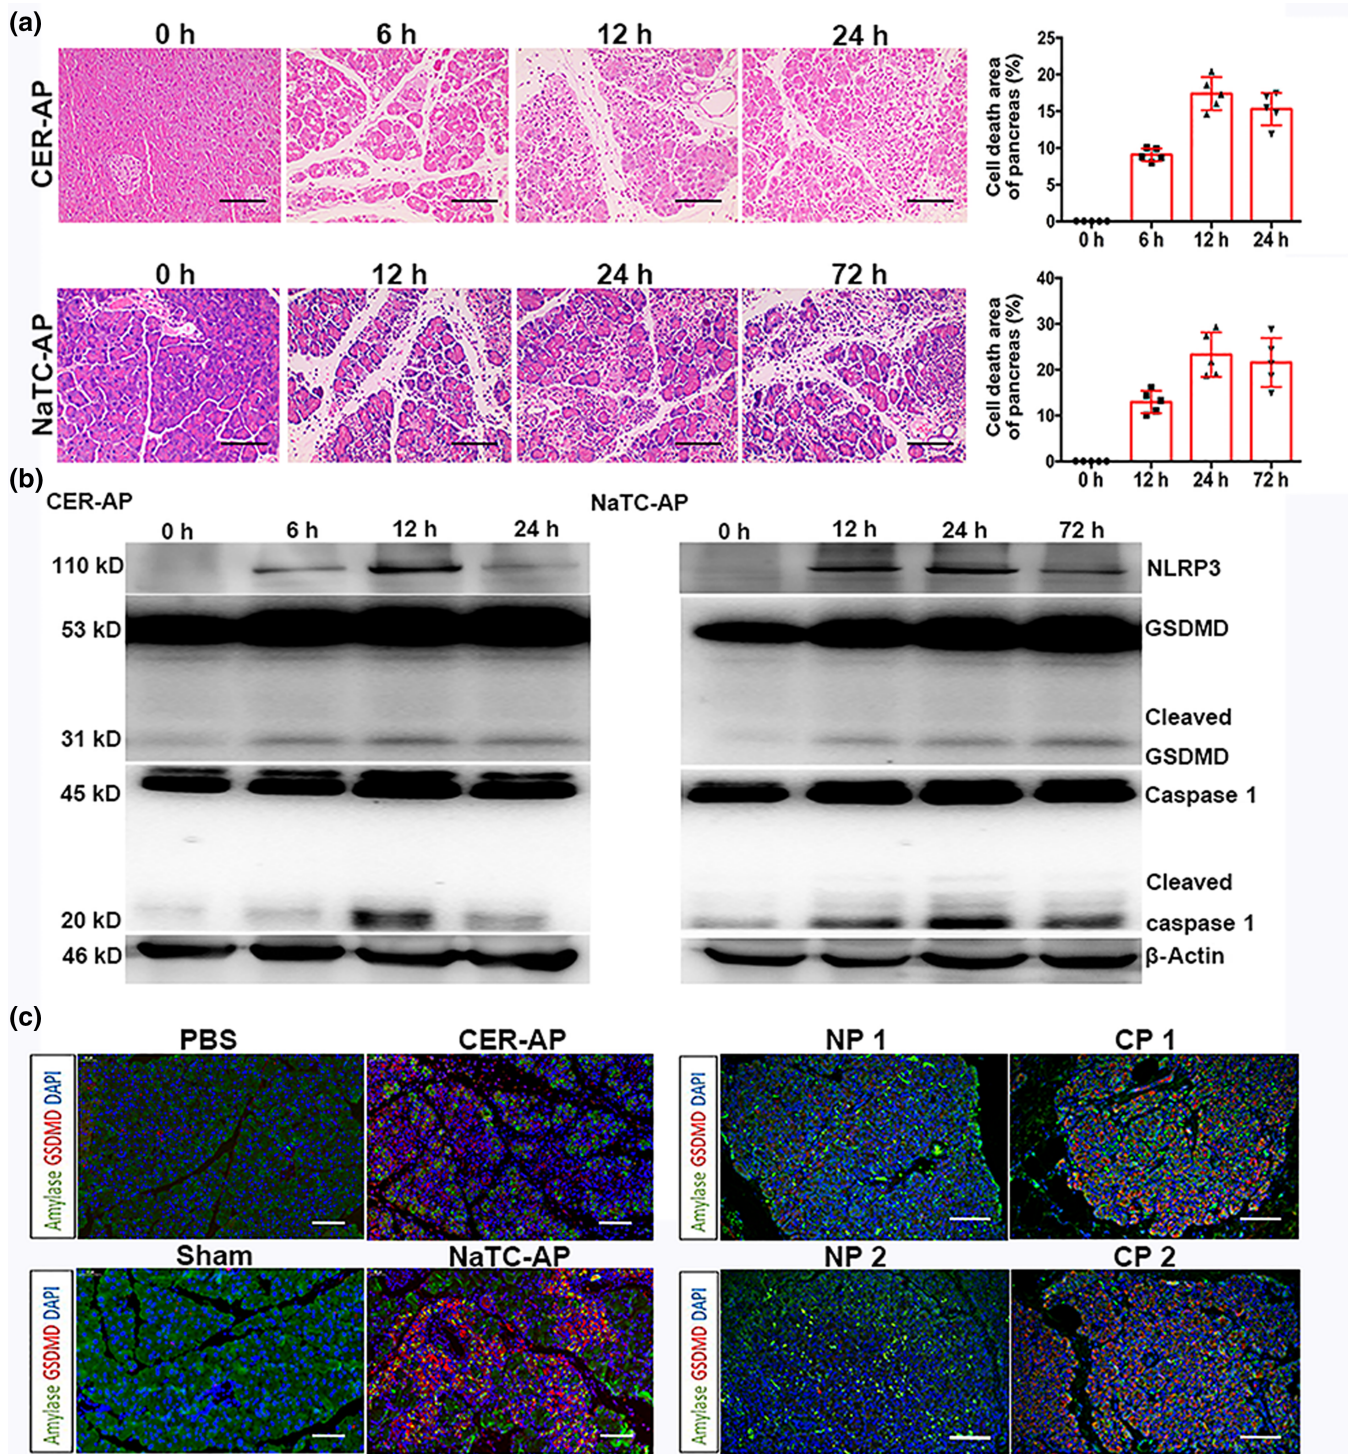 (a)
0 h 6 h 12 h 24 h
CER-AP
Cell death area
of pancreas (%)
25
20
15
10
5
0
0 h 6 h 12 h 24 h
0 h 12 h 24 h 72 h
NaTC-AP
Cell death area
of pancreas (%)
40
30
20
10
0
0 h 12 h 24 h 72 h
(b)
CER-AP NaTC-AP
0 h 6 h 12 h 24 h 0 h 12 h 24 h 72 h
110 kD NLRP3
53 kD GSDMD
Cleaved
31 kD GSDMD
45 kD Caspase 1
Cleaved
20 kD caspase 1
46 kD β-Actin
(c)
PBS CER-AP NP 1 CP 1
Amylase GSDMD DAPI Amylase GSDMD DAPI
Sham NaTC-AP NP 2 CP 2
Amylase GSDMD DAPI Amylase GSDMD DAPI